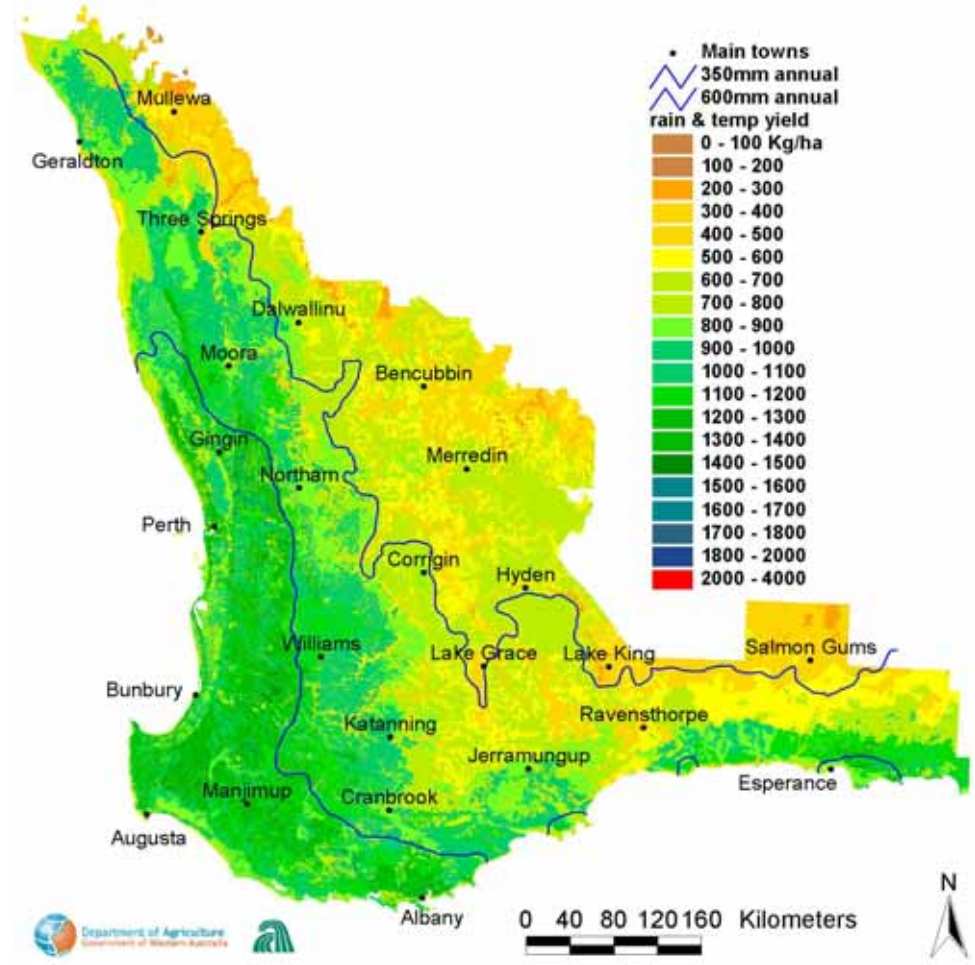 Main towns
350mm annual
600mm annual
rain & temp yield
0 - 100 Kg/ha
100 - 200
200 - 300
300 - 400
400 - 500
500 - 600
600 - 700
700 - 800
800 - 900
900 - 1000
1000 - 1100
1100 - 1200
1200 - 1300
1300 - 1400
1400 - 1500
1500 - 1600
1600 - 1700
1700 - 1800
1800 - 2000
2000 - 4000
Mullewa
Geraldton
Three Springs
Dalwallinu
Moora
Bencubbin
Gingin
Merredin
Northam
Perth
Corrigin
Hyden
Williams
Lake Grace
Lake King
Salmon Gums
Bunbury
Katanning
Ravensthorpe
Jerramungup
Esperance
Manjimup
Cranbrook
Augusta
Albany
N
0 40 80 120 160 Kilometers
Department of Agriculture
Government of Western Australia